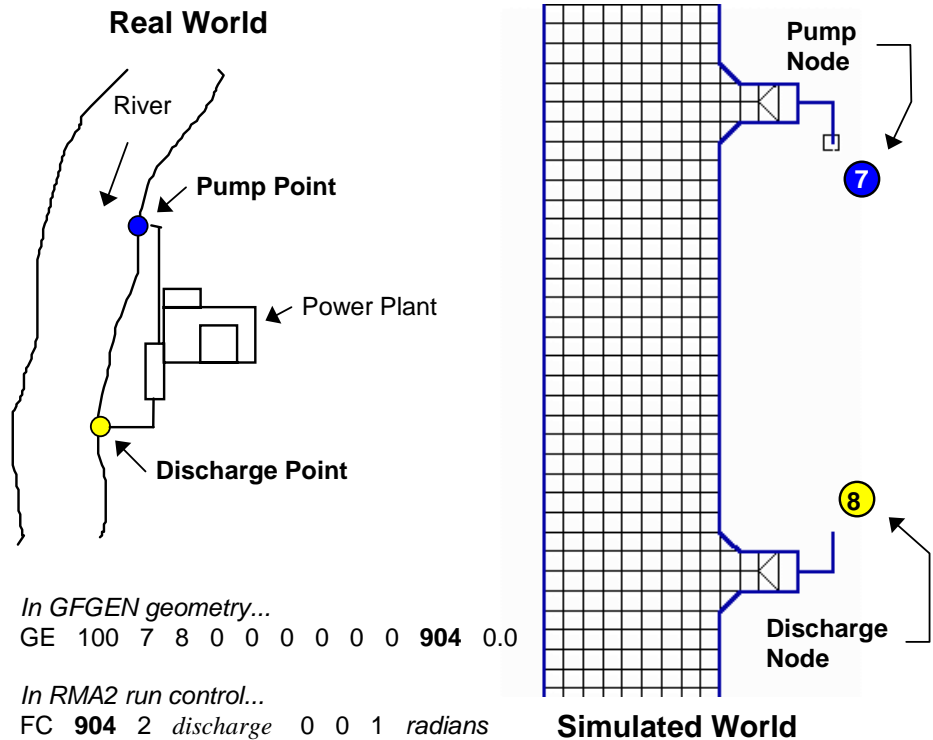 Real World
River
Pump Point
Power Plant
Discharge Point
In GFGEN geometry...
GE 100 7 8 0 0 0 0 0 0 904 0.0
In RMA2 run control...
FC 904 2 discharge 0 0 1 radians
Pump
Node
7
8
Discharge
Node
Simulated World